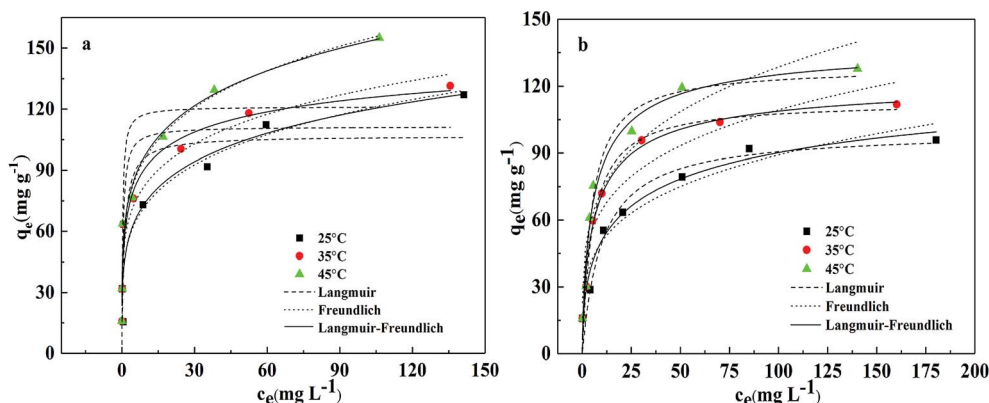 a
q_e(mg g^-1)
150
120
90
60
30
0
25°C
35°C
45°C
Langmuir
Freundlich
Langmuir-Freundlich
0 30 60 90 120 150
c_e(mg L^-1)
b
q_e(mg g^-1)
150
120
90
60
30
0
25°C
35°C
45°C
Langmuir
Freundlich
Langmuir-Freundlich
0 25 50 75 100 125 150 175 200
c_e(mg L^-1)